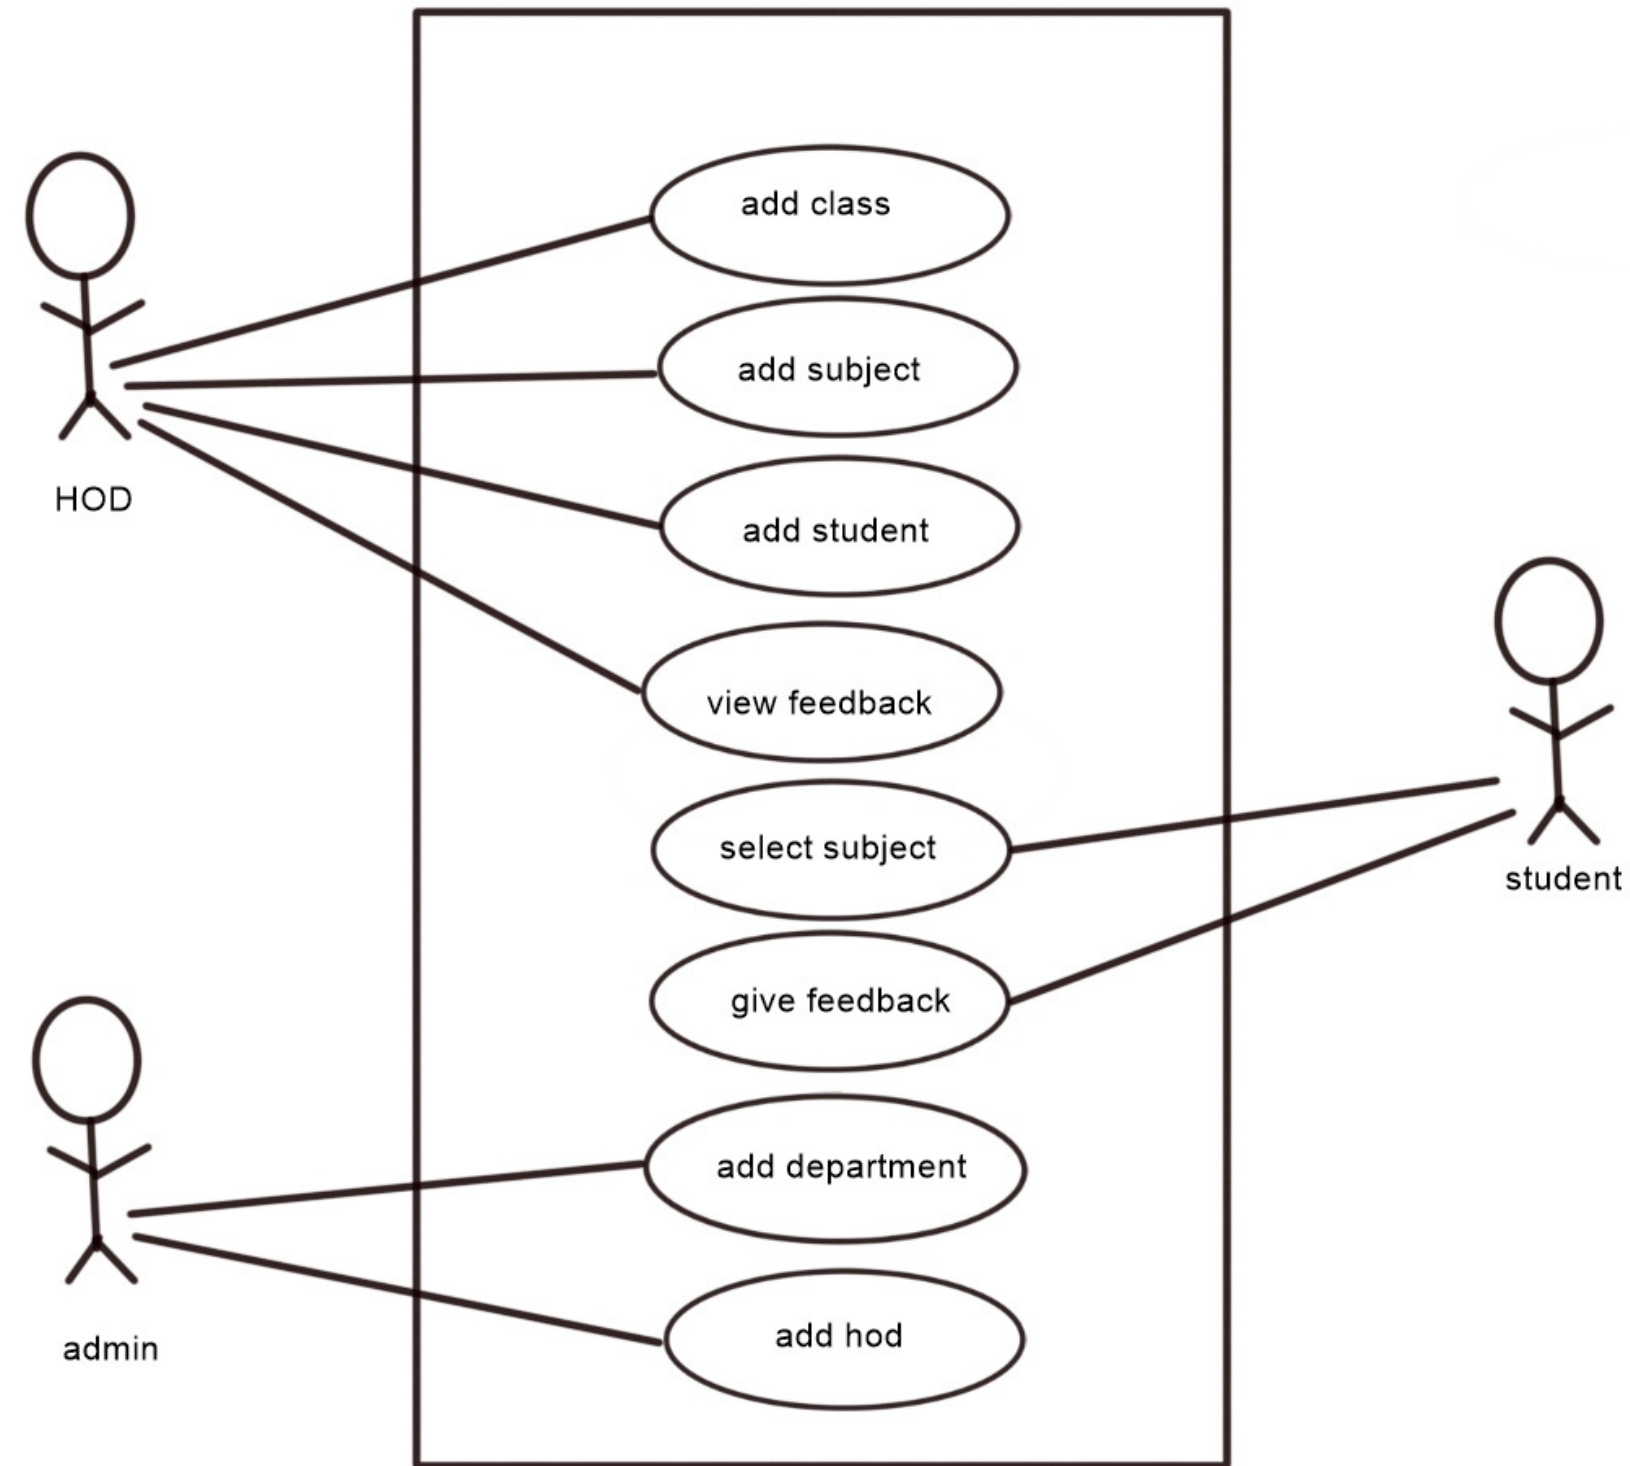 add class
add subject
HOD
add student
view feedback
select subject
student
give feedback
add department
add hod
admin